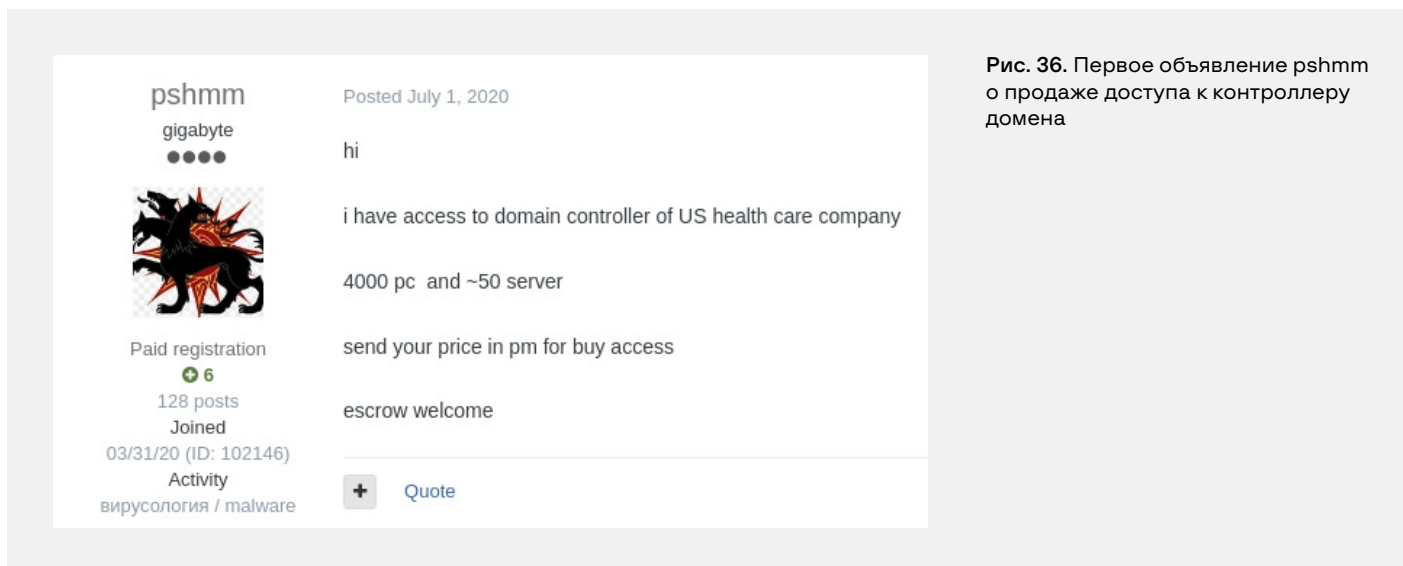 pshmm
gigabyte
Paid registration
6
128 posts
Joined
03/31/20 (ID: 102146)
Activity
вирусология / malware
Posted July 1, 2020
hi
i have access to domain controller of US health care company
4000 pc and ~50 server
send your price in pm for buy access
escrow welcome
+ Quote
Рис. 36. Первое объявление pshmm
о продаже доступа к контроллеру
домена